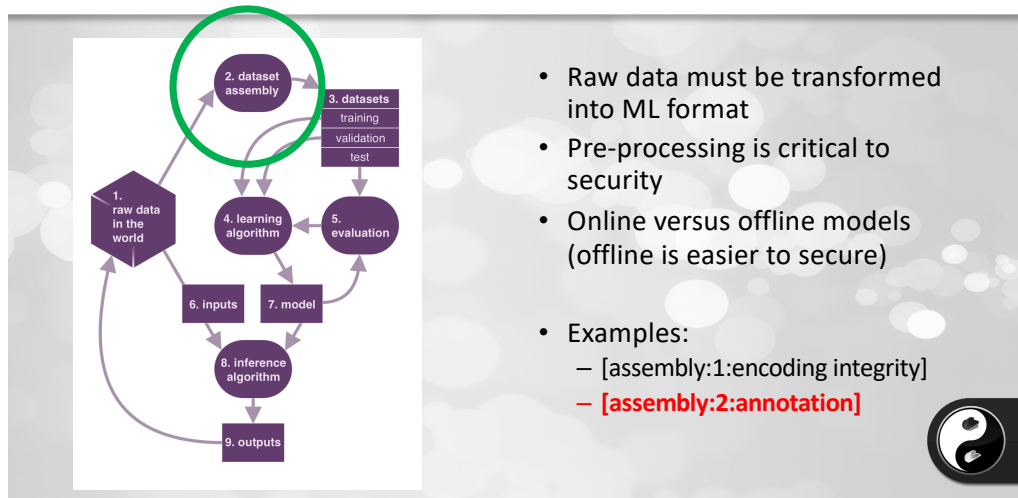 2. dataset
assembly
3. datasets
training
validation
test
1.
raw data
in the
world
4. learning
algorithm
5.
evaluation
6. inputs
7. model
8. inference
algorithm
9. outputs
• Raw data must be transformed
into ML format
• Pre-processing is critical to
security
• Online versus offline models
(offline is easier to secure)
• Examples:
– [assembly:1:encoding integrity]
– [assembly:2:annotation]